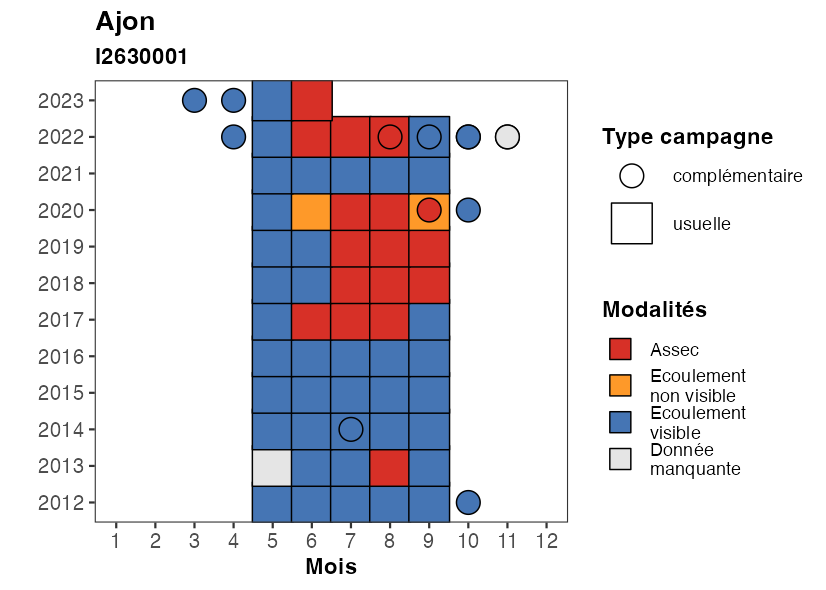 Ajon
I2630001
2023
2022
2021
2020
2019
2018
2017
2016
2015
2014
2013
2012
1 2 3 4 5 6 7 8 9 10 11 12
Mois
Type campagne
complémentaire
usuelle
Modalités
Assec
Ecoulement
non visible
Ecoulement
visible
Donnée
manquante